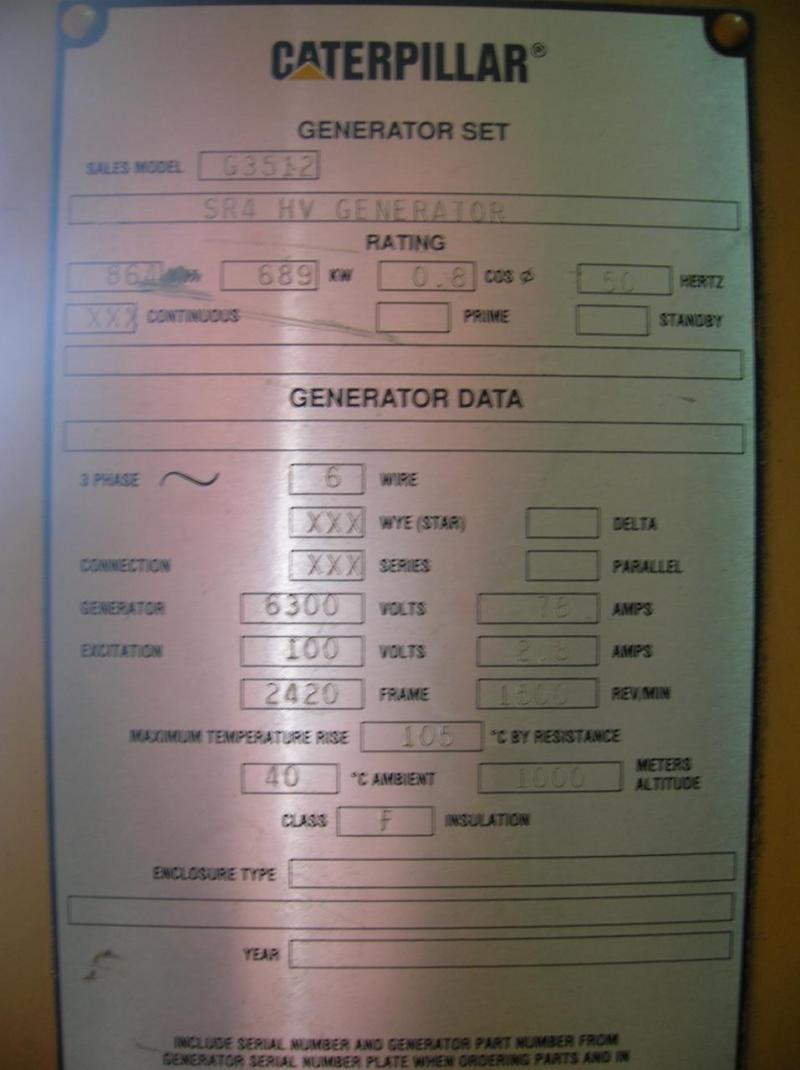 CATERPILLAR®
GENERATOR SET
SALES MODEL G3512
SR4 HV GENERATOR
RATING
864 689 KW 0.8 COS ø 50 HERTZ
XXX CONTINUOUS PRIME STANDBY
GENERATOR DATA
3 PHASE 6 WIRE
XXX WYE (STAR) DELTA
CONNECTION XXX SERIES PARALLEL
GENERATOR 6300 VOLTS AMPS
EXCITATION 100 VOLTS AMPS
2420 FRAME 1500 REV/MIN
MAXIMUM TEMPERATURE RISE 105 °C BY RESISTANCE
40 °C AMBIENT 1000 METERS ALTITUDE
CLASS F INSULATION
ENCLOSURE TYPE
YEAR
INCLUDE SERIAL NUMBER AND GENERATOR PART NUMBER FROM
GENERATOR SERIAL NUMBER PLATE WHEN ORDERING PARTS AND IN